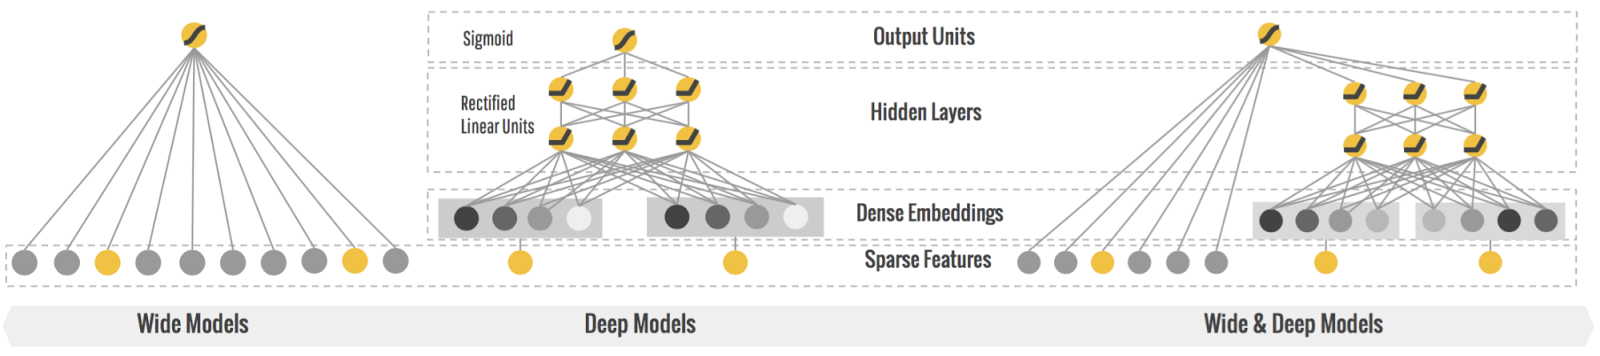 Sigmoid
Output Units
Rectified
Linear Units
Hidden Layers
Dense Embeddings
Sparse Features
Wide Models
Deep Models
Wide & Deep Models